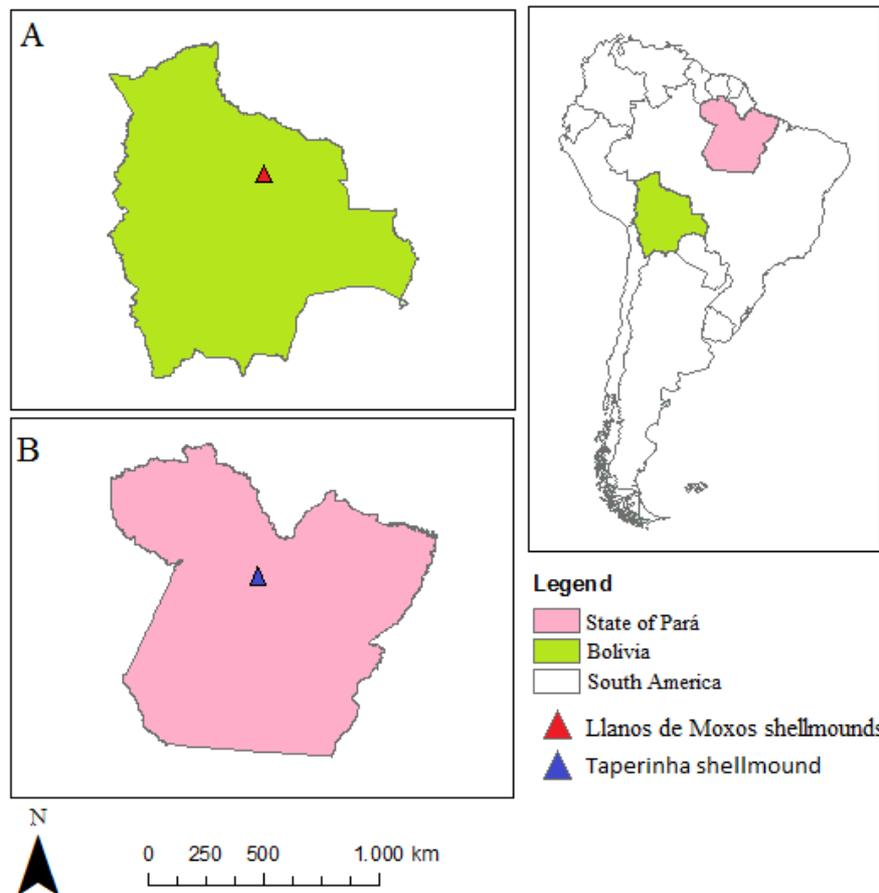 A
B
Legend
State of Pará
Bolivia
South America
Llanos de Moxos shellmounds
Taperinha shellmound
N
0 250 500 1.000 km